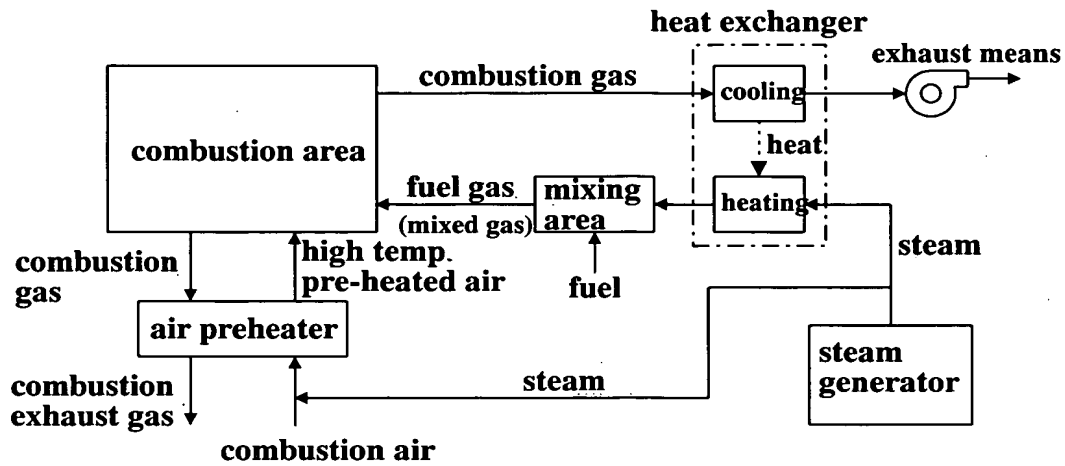 heat exchanger
exhaust means
combustion gas
cooling
combustion area
heat
fuel gas
(mixed gas)
mixing
area
heating
steam
combustion
gas
high temp.
pre-heated air
fuel
air preheater
steam
generator
combustion
exhaust gas
steam
combustion air